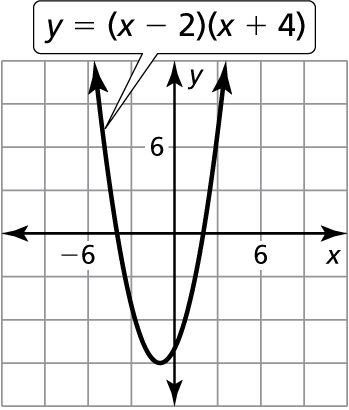 y = (x − 2)(x + 4)
y
6
−6
6
x